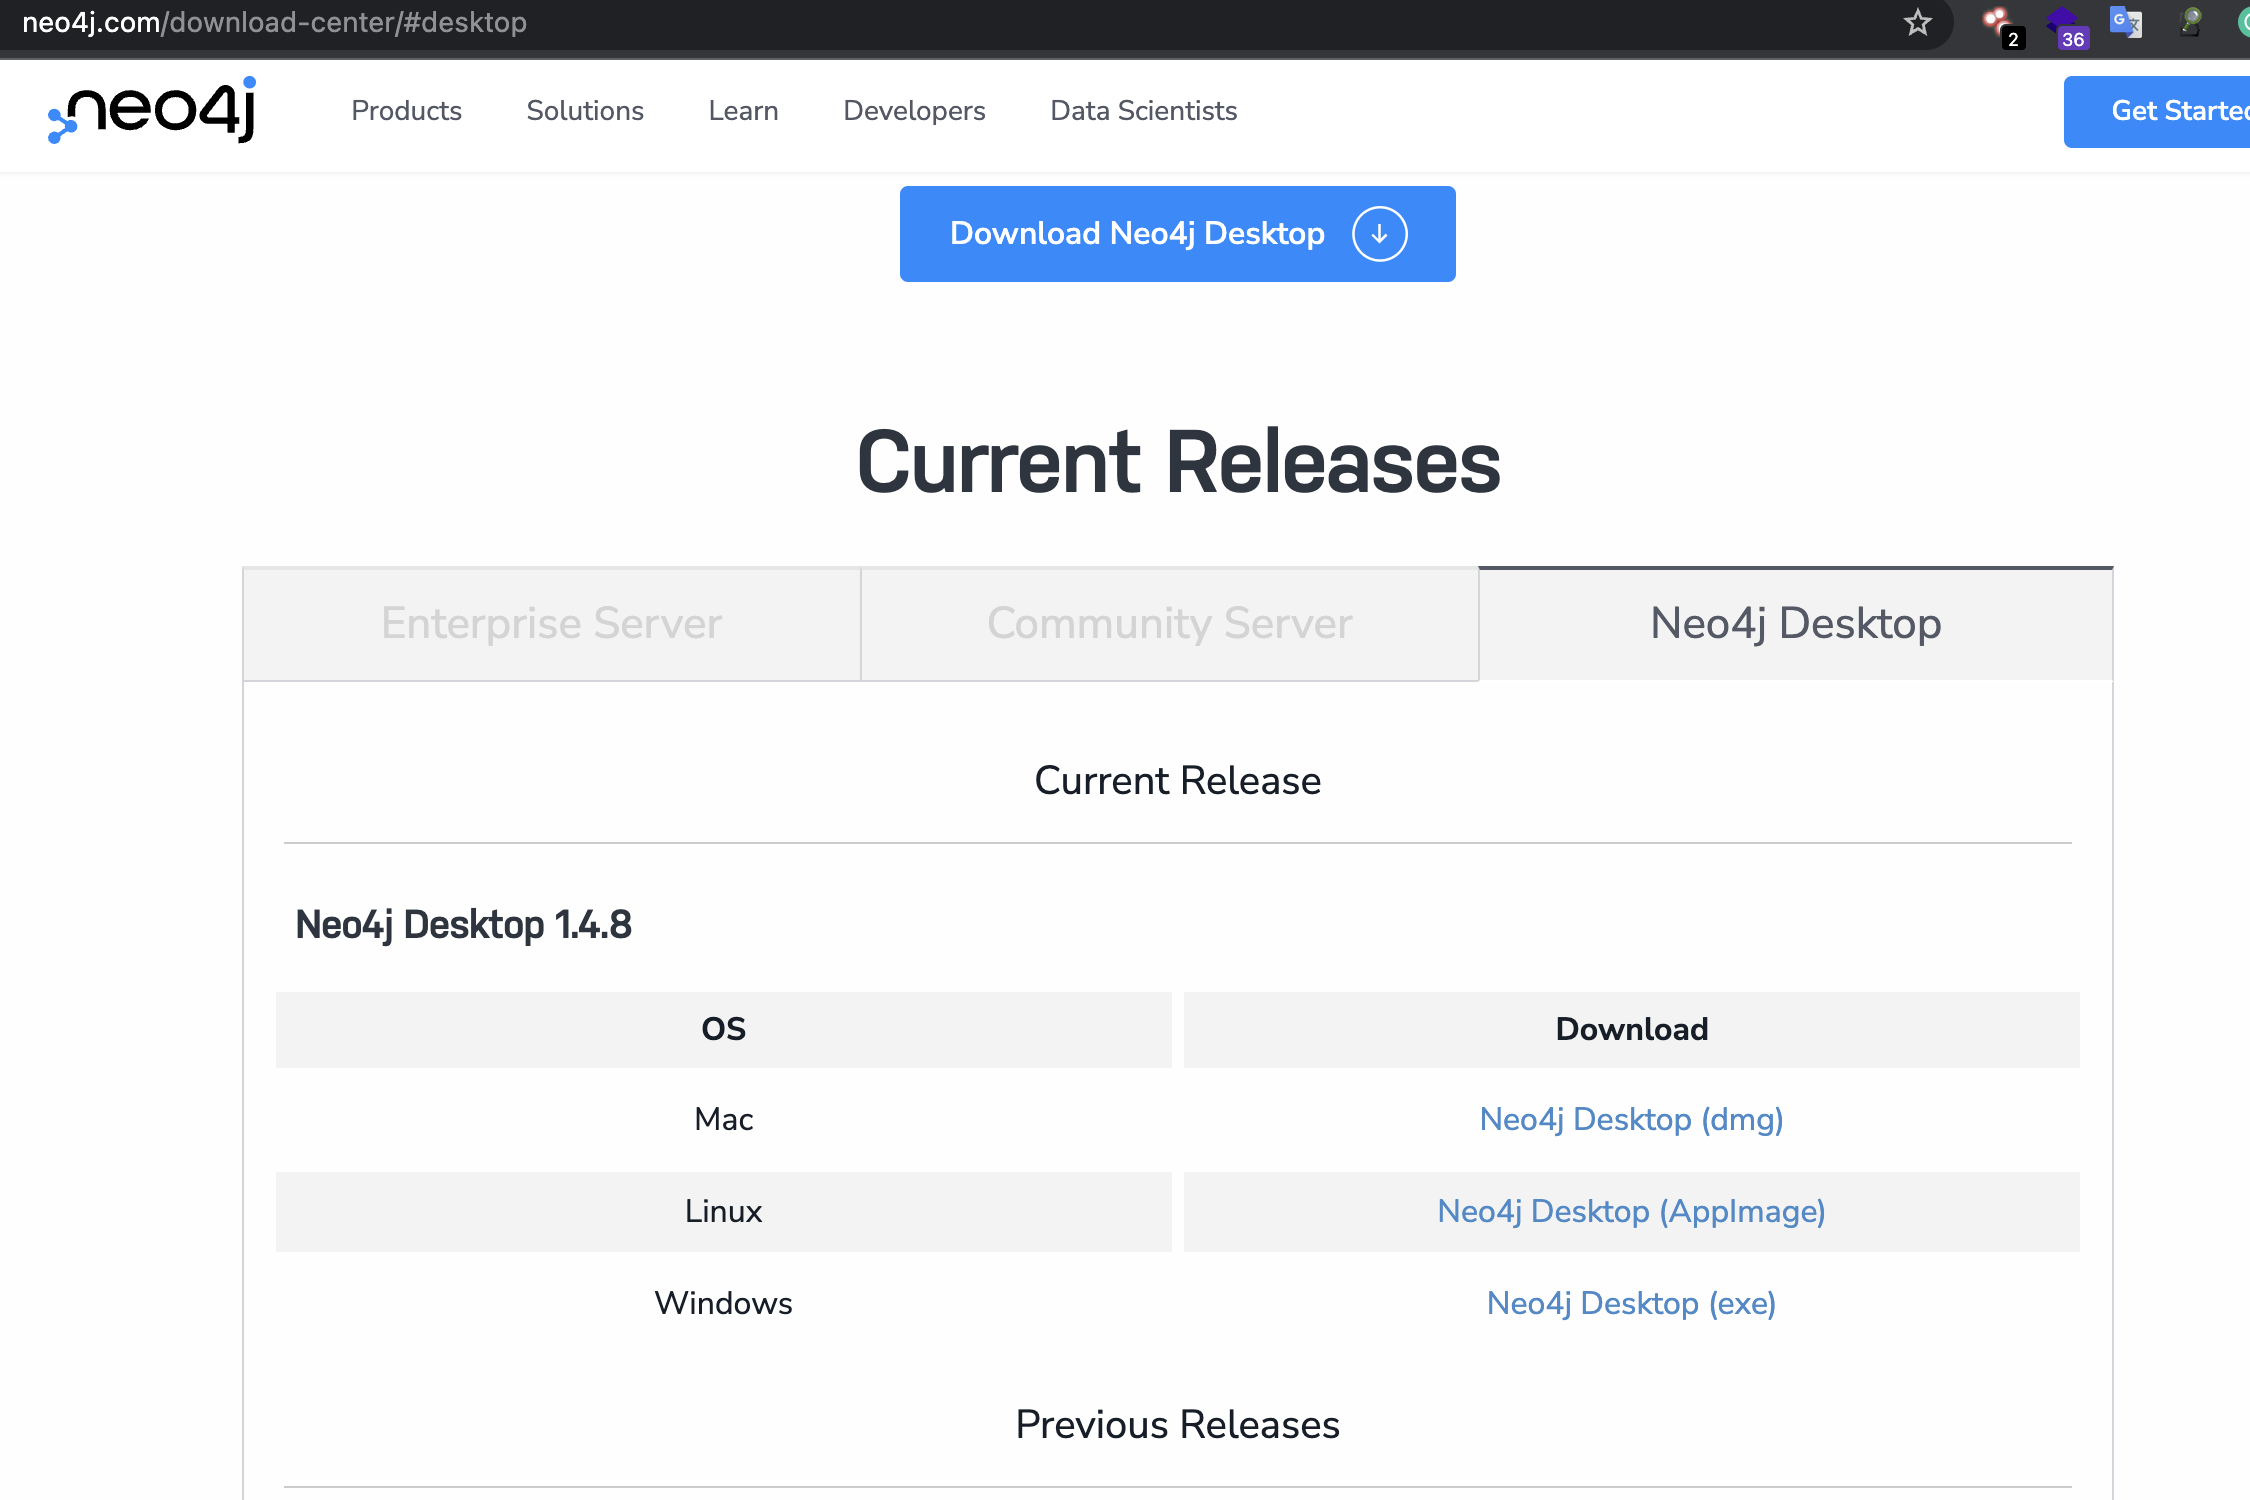 neo4j.com/download-center/#desktop
2
36
neo4j
Products Solutions Learn Developers Data Scientists
Get Started
Download Neo4j Desktop
Current Releases
Enterprise Server Community Server Neo4j Desktop
Current Release
Neo4j Desktop 1.4.8
OS Download
Mac Neo4j Desktop (dmg)
Linux Neo4j Desktop (AppImage)
Windows Neo4j Desktop (exe)
Previous Releases